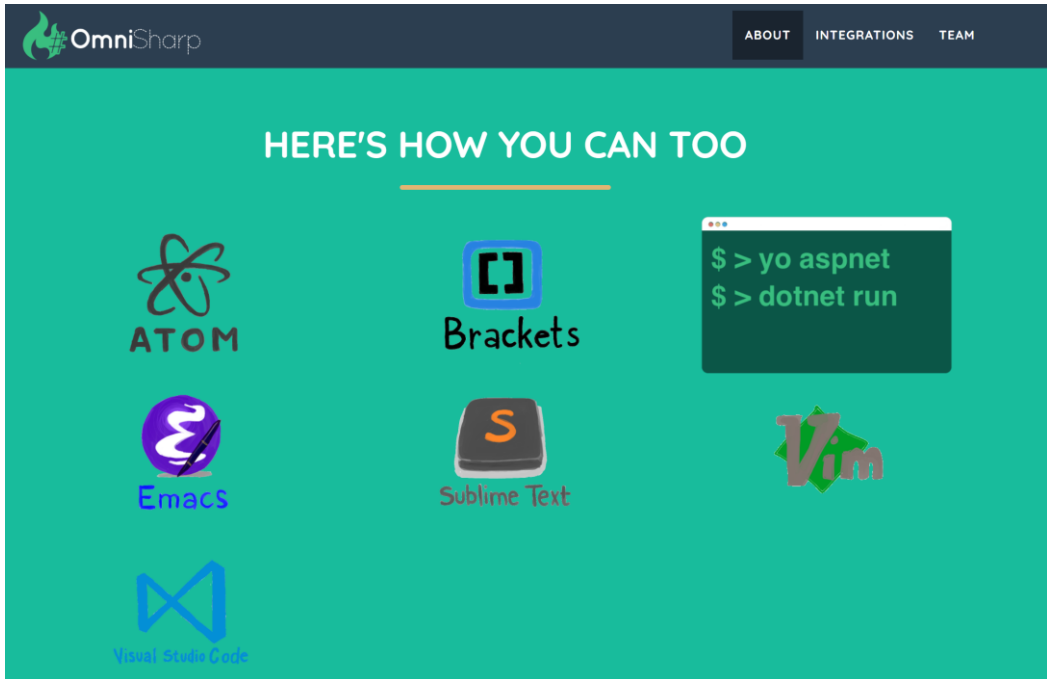 OmniSharp
ABOUT INTEGRATIONS TEAM
HERE'S HOW YOU CAN TOO
ATOM
[]
Brackets
$ > yo aspnet
$ > dotnet run
Emacs
S
Sublime Text
Vim
Visual Studio Code